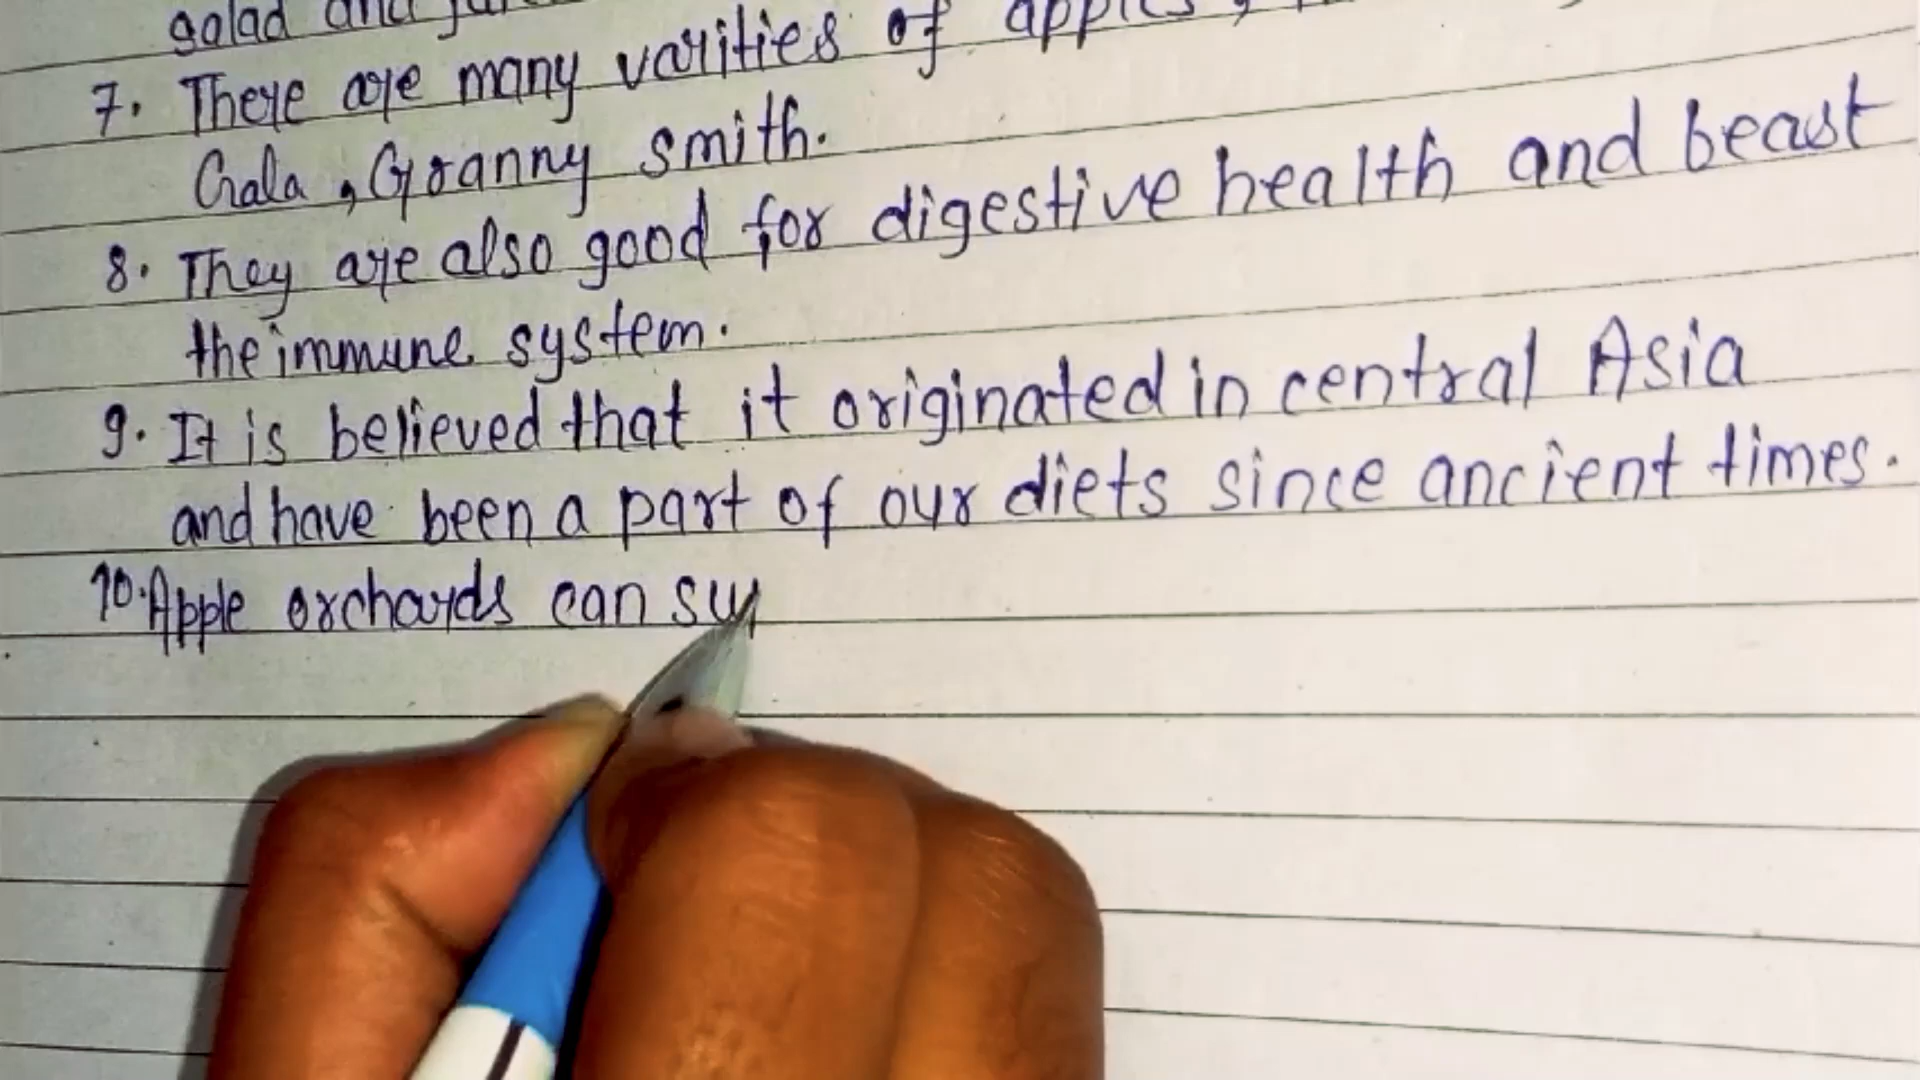 salad and
7. There are many varities of apples,
Gala, Granny smith.
8. They are also good for digestive health and beast
the immune system.
9. It is believed that it originated in central Asia
and have been a part of our diets since ancient times.
10. Apple orchards can su